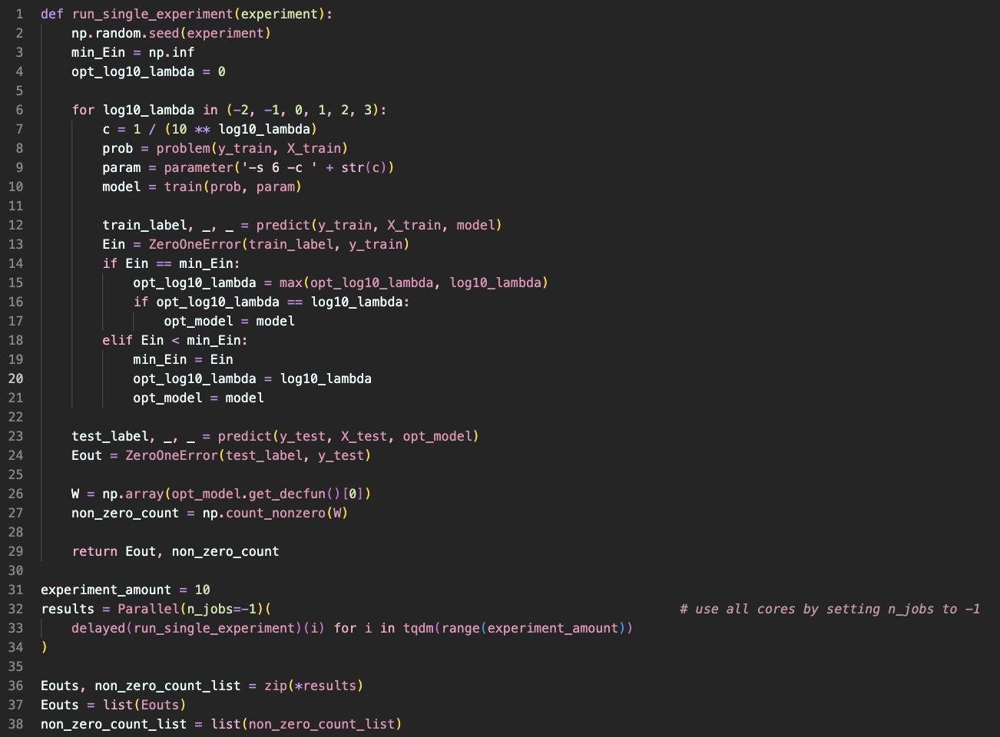 1 def run_single_experiment(experiment):
2     np.random.seed(experiment)
3     min_Ein = np.inf
4     opt_log10_lambda = 0
5
6     for log10_lambda in (-2, -1, 0, 1, 2, 3):
7         c = 1 / (10 ** log10_lambda)
8         prob = problem(y_train, X_train)
9         param = parameter('-s 6 -c ' + str(c))
10         model = train(prob, param)
11
12         train_label, _, _ = predict(y_train, X_train, model)
13         Ein = ZeroOneError(train_label, y_train)
14         if Ein == min_Ein:
15             opt_log10_lambda = max(opt_log10_lambda, log10_lambda)
16             if opt_log10_lambda == log10_lambda:
17                 opt_model = model
18         elif Ein < min_Ein:
19             min_Ein = Ein
20             opt_log10_lambda = log10_lambda
21             opt_model = model
22
23     test_label, _, _ = predict(y_test, X_test, opt_model)
24     Eout = ZeroOneError(test_label, y_test)
25
26     W = np.array(opt_model.get_decfun()[0])
27     non_zero_count = np.count_nonzero(W)
28
29     return Eout, non_zero_count
30
31 experiment_amount = 10
32 results = Parallel(n_jobs=-1)(                                                     # use all cores by setting n_jobs to -1
33     delayed(run_single_experiment)(i) for i in tqdm(range(experiment_amount))
34 )
35
36 Eouts, non_zero_count_list = zip(*results)
37 Eouts = list(Eouts)
38 non_zero_count_list = list(non_zero_count_list)